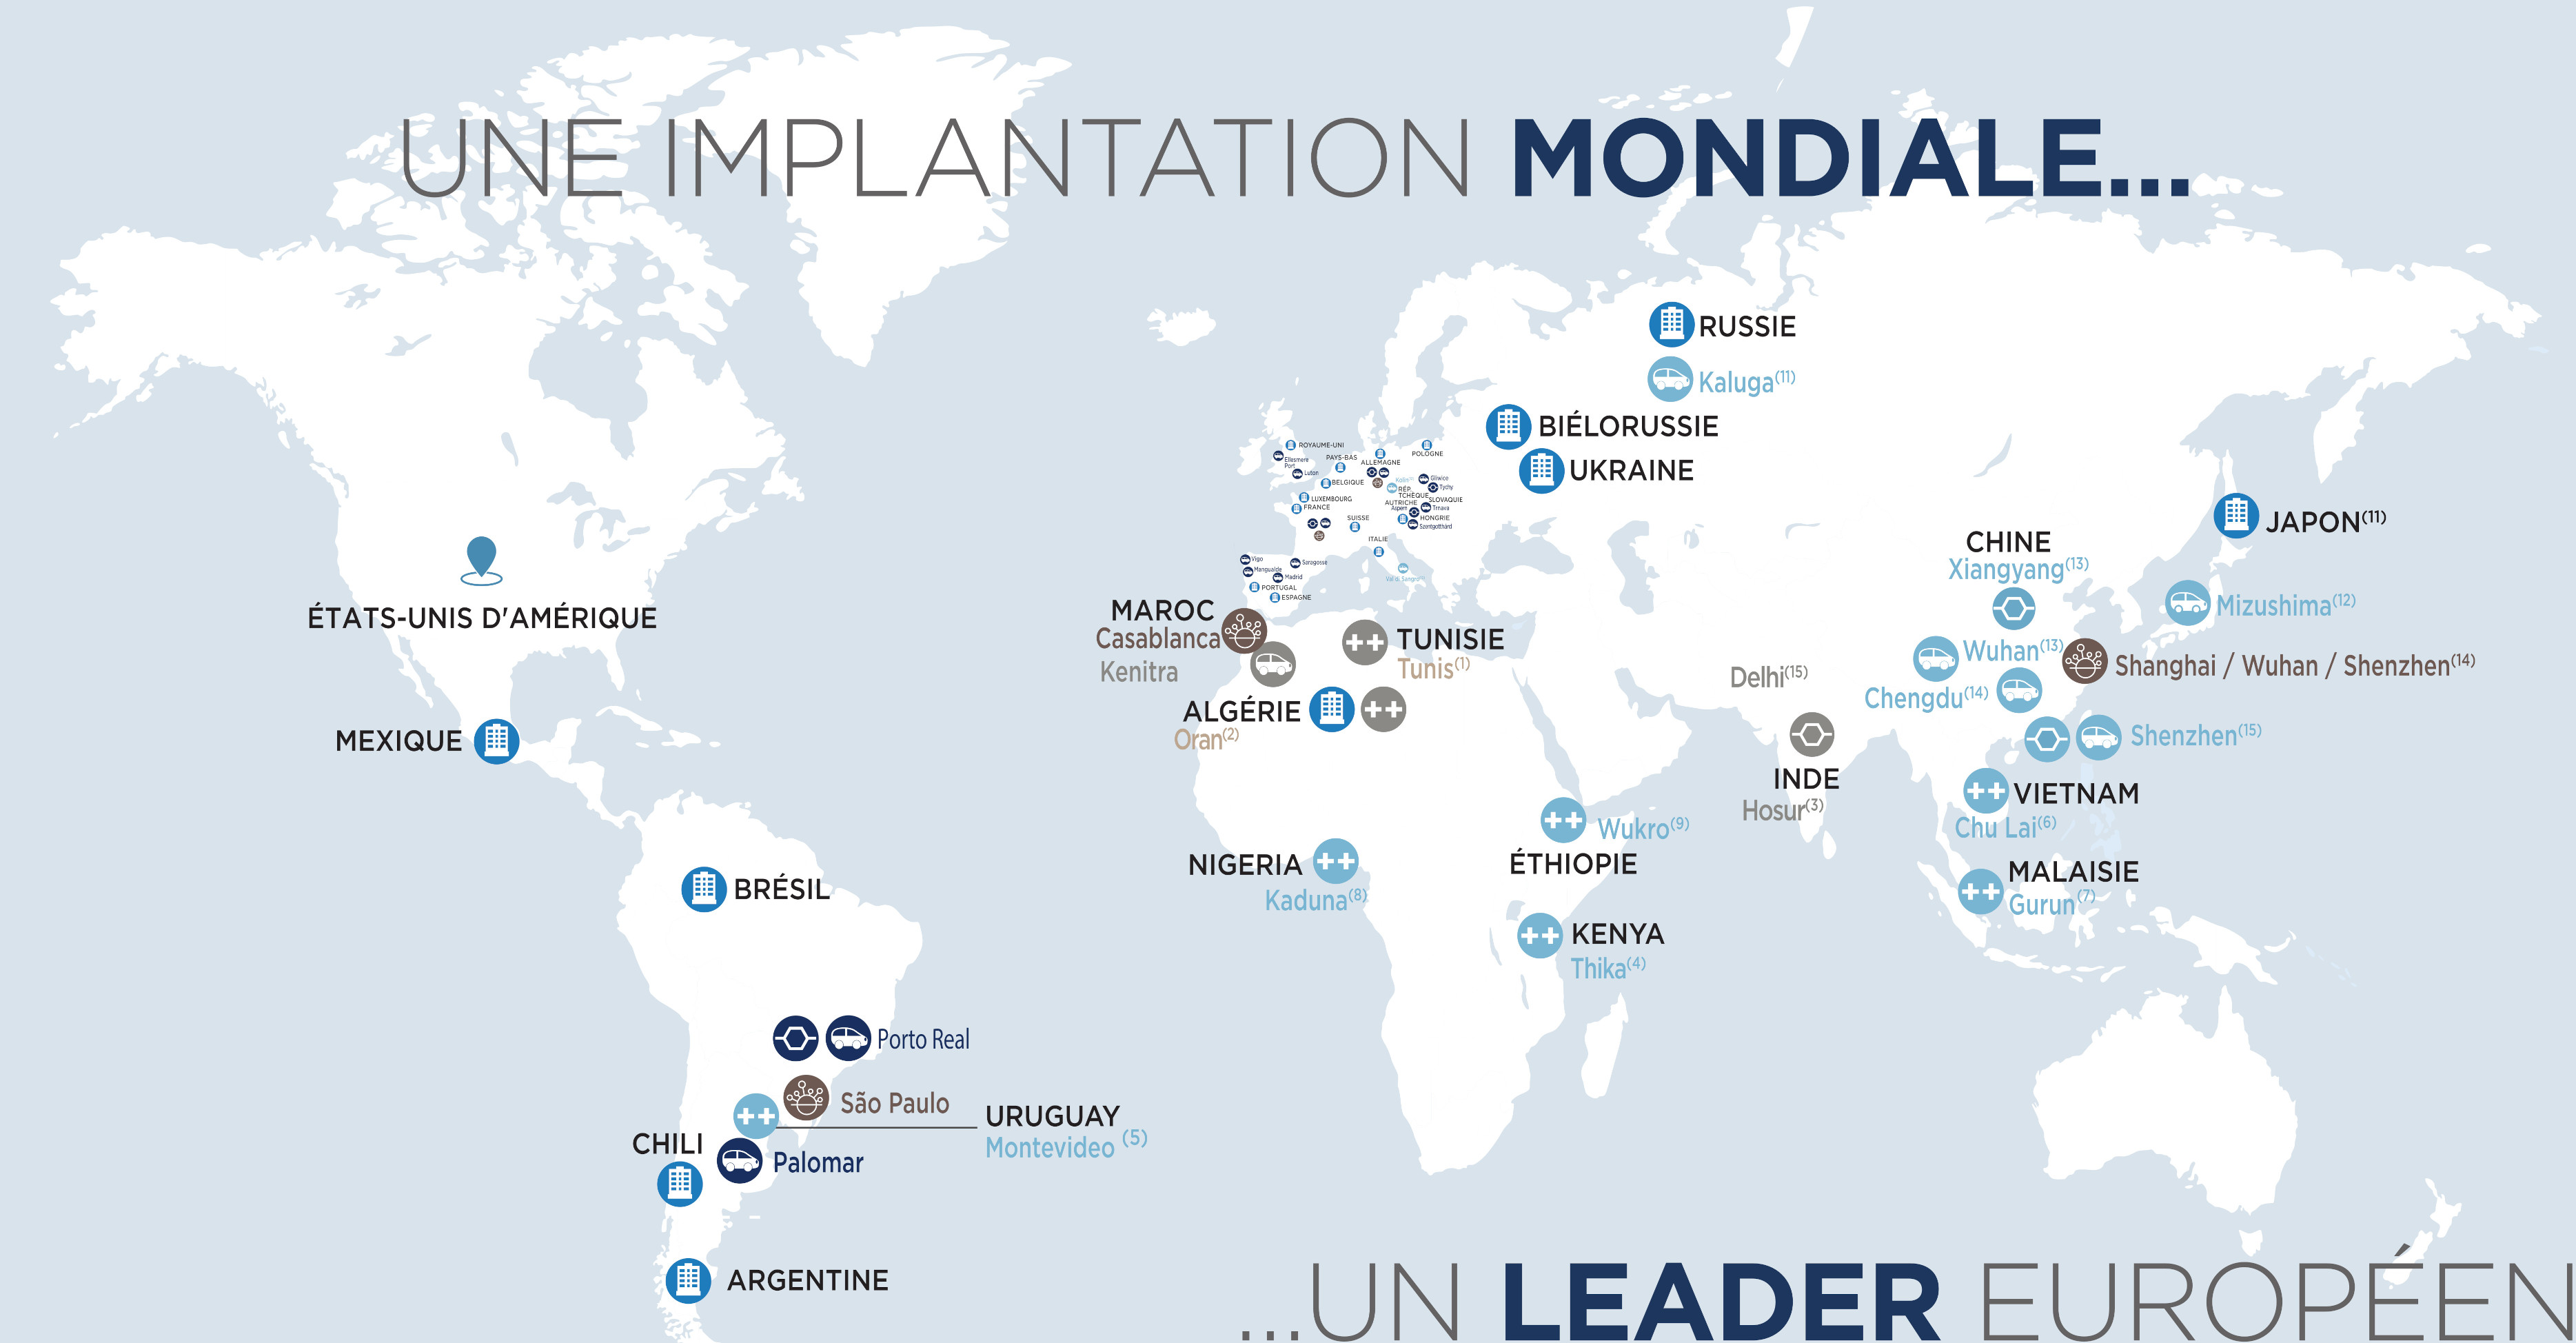 UNE IMPLANTATION MONDIALE...
RUSSIE
Kaluga(11)
BIÉLORUSSIE
UKRAINE
ROYAUME-UNI
Ellesmere
Port
Luton
PAYS-BAS
ALLEMAGNE
POLOGNE
BELGIQUE
Gliwice
Tychy
RÉP.
TCHÈQUE
LUXEMBOURG
FRANCE
SLOVAQUIE
Trnava
AUTRICHE
Aspern
SUISSE
HONGRIE
Szentgotthárd
ITALIE
Vigo
Mangualde
Saragosse
Madrid
PORTUGAL
ESPAGNE
JAPON(11)
Mizushima(12)
CHINE
Xiangyang(13)
Wuhan(13)
Shanghai / Wuhan / Shenzhen(14)
Chengdu(14)
Shenzhen(15)
ÉTATS-UNIS D'AMÉRIQUE
MEXIQUE
MAROC
Casablanca
Kenitra
TUNISIE
Tunis(1)
ALGÉRIE
Oran(2)
Delhi(15)
INDE
Hosur(3)
VIETNAM
Chu Lai(6)
MALAISIE
Gurun(7)
Wukro(9)
ÉTHIOPIE
NIGERIA
Kaduna(8)
KENYA
Thika(4)
BRÉSIL
Porto Real
São Paulo
URUGUAY
Montevideo (5)
CHILI
Palomar
ARGENTINE
...UN LEADER EUROPÉEN